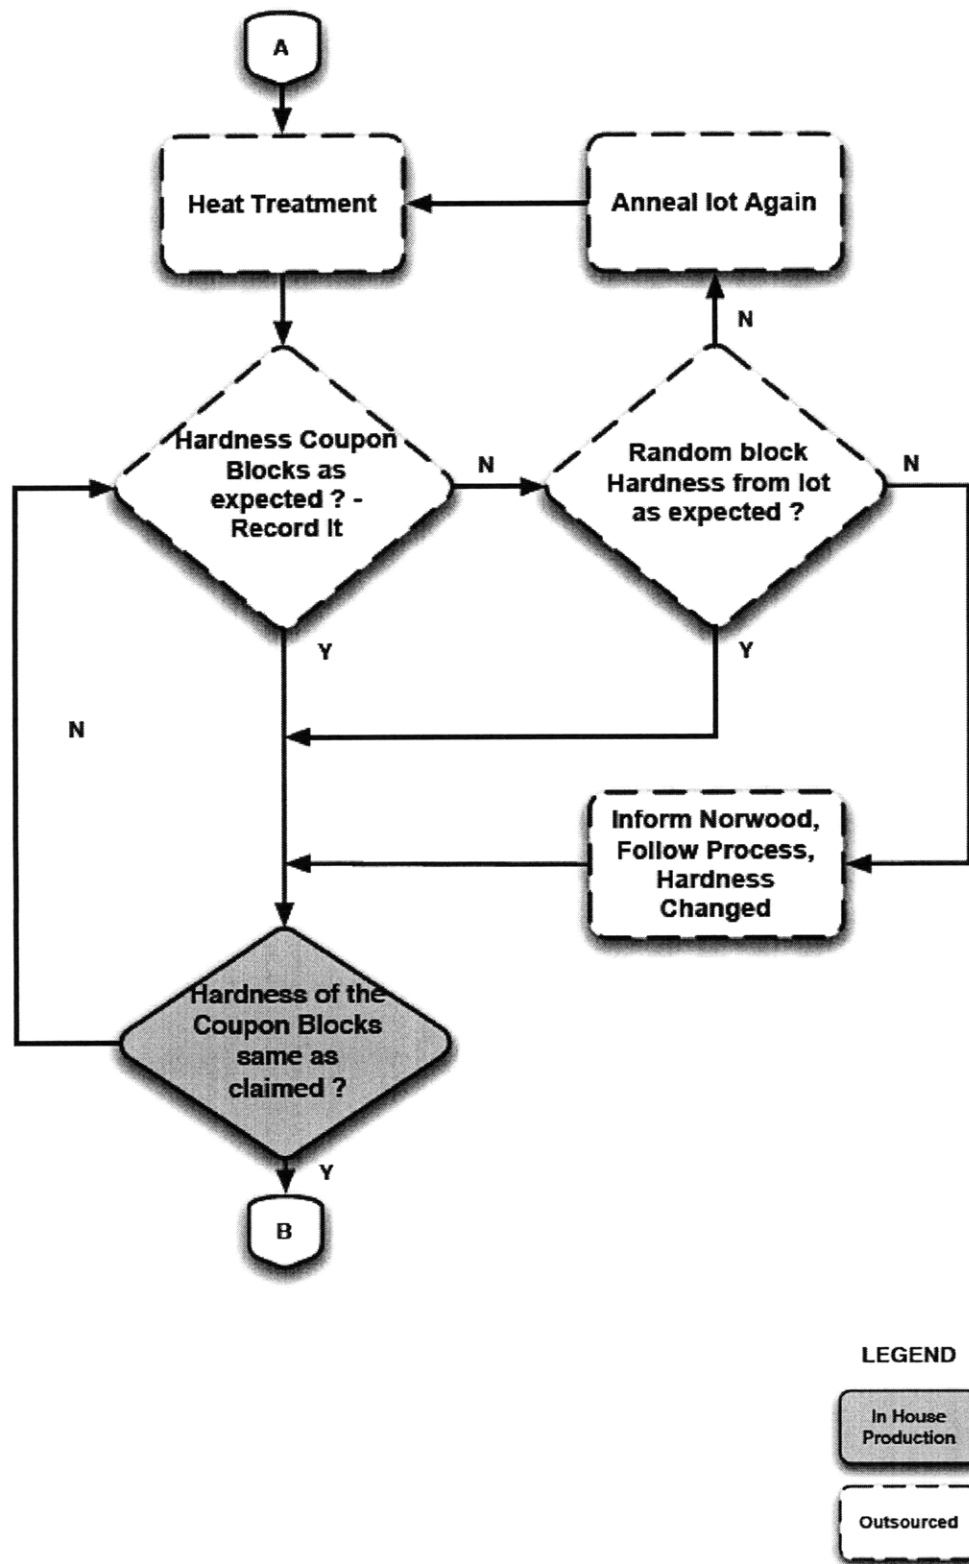 A
Heat Treatment
Anneal lot Again
N
Hardness Coupon
Blocks as
expected ? -
Record It
N
Random block
Hardness from lot
as expected ?
N
Y
Y
N
Inform Norwood,
Follow Process,
Hardness
Changed
Hardness of the
Coupon Blocks
same as
claimed ?
Y
B
LEGEND
In House
Production
Outsourced